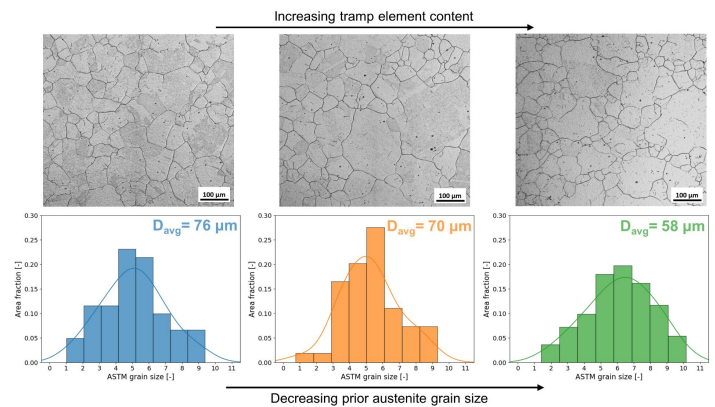 Increasing tramp element content
100 μm
100 μm
100 μm
D_avg= 76 μm
D_avg= 70 μm
D_avg= 58 μm
0.30
0.25
0.20
0.15
0.10
0.05
0.00
Area fraction [-]
0 1 2 3 4 5 6 7 8 9 10 11
ASTM grain size [-]
0.30
0.25
0.20
0.15
0.10
0.05
0.00
Area fraction [-]
0 1 2 3 4 5 6 7 8 9 10 11
ASTM grain size [-]
0.30
0.25
0.20
0.15
0.10
0.05
0.00
Area fraction [-]
0 1 2 3 4 5 6 7 8 9 10 11
ASTM grain size [-]
Decreasing prior austenite grain size